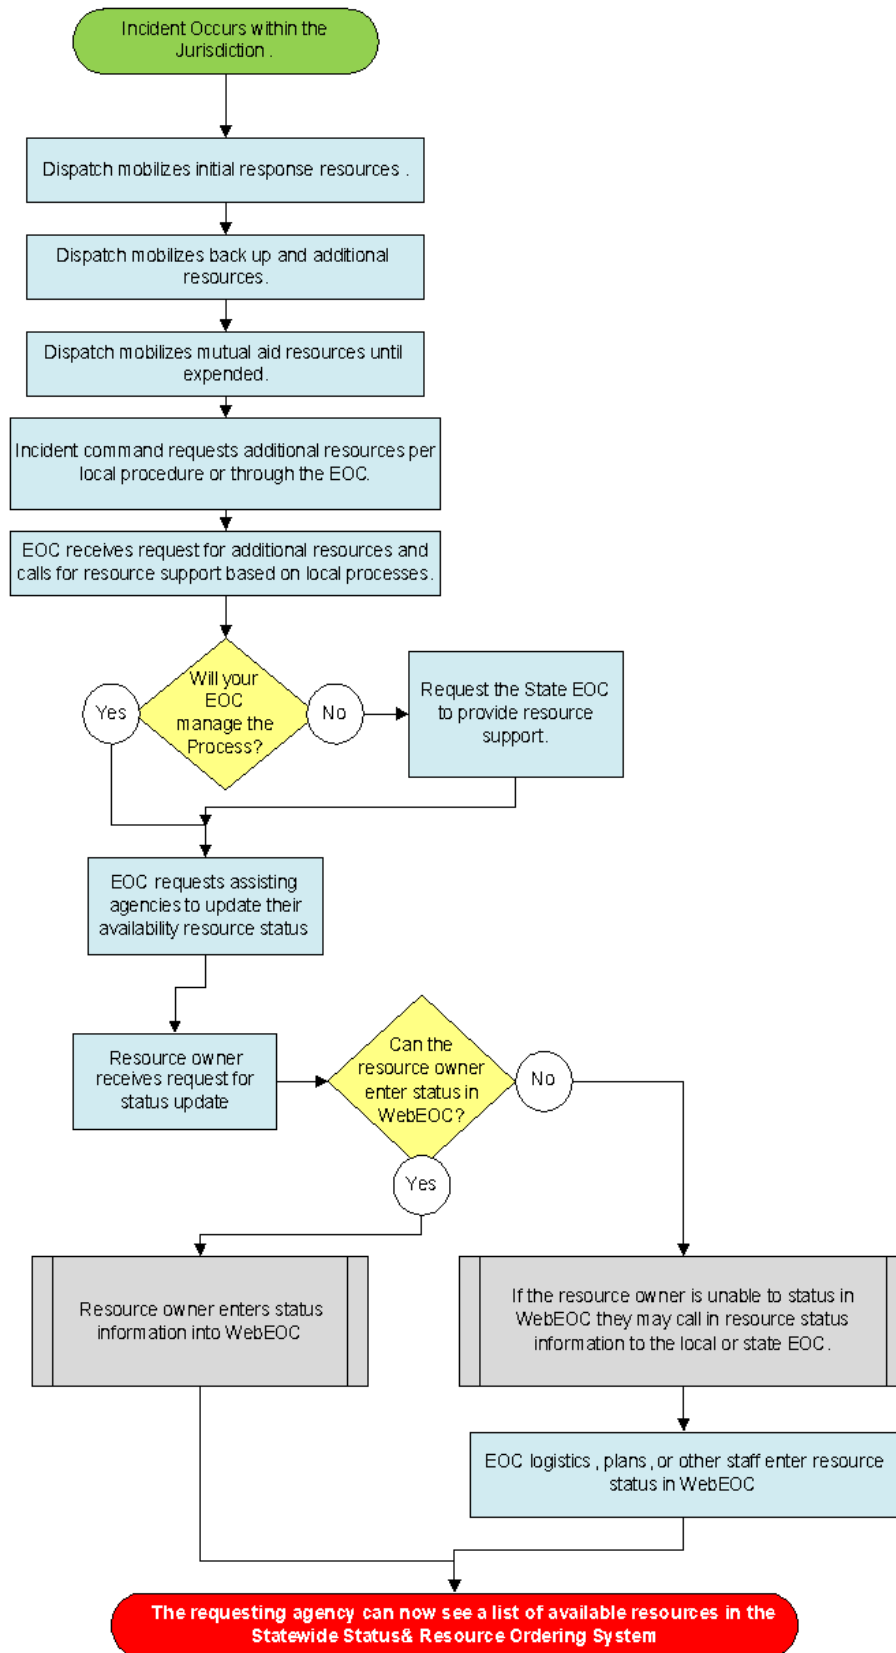 Incident Occurs within the
Jurisdiction .
Dispatch mobilizes initial response resources .
Dispatch mobilizes back up and additional
resources.
Dispatch mobilizes mutual aid resources until
expended.
Incident command requests additional resources per
local procedure or through the EOC.
EOC receives request for additional resources and
calls for resource support based on local processes.
Will your
EOC
manage the
Process?
Yes
No
Request the State EOC
to provide resource
support.
EOC requests assisting
agencies to update their
availability resource status
Resource owner
receives request for
status update
Can the
resource owner
enter status in
WebEOC?
No
Yes
Resource owner enters status
information into WebEOC
If the resource owner is unable to status in
WebEOC they may call in resource status
information to the local or state EOC.
EOC logistics , plans , or other staff enter resource
status in WebEOC
The requesting agency can now see a list of available resources in the
Statewide Status& Resource Ordering System